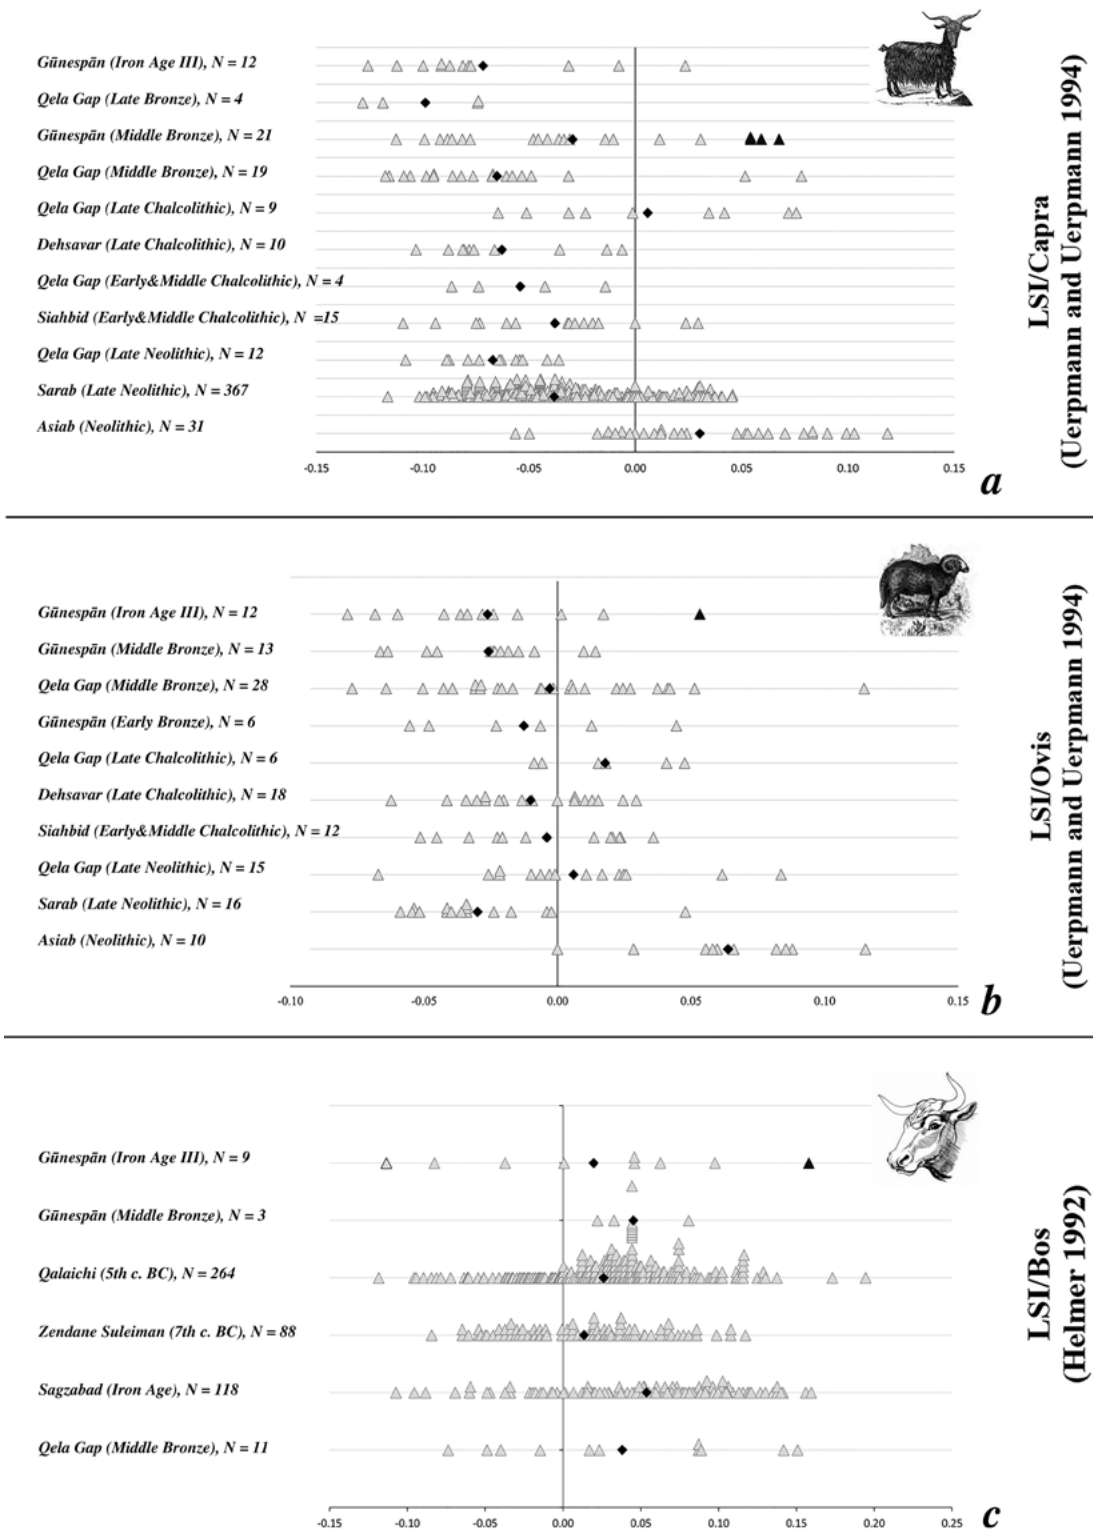 Günespān (Iron Age III), N = 12
Qela Gap (Late Bronze), N = 4
Günespān (Middle Bronze), N = 21
Qela Gap (Middle Bronze), N = 19
Qela Gap (Late Chalcolithic), N = 9
Dehsavar (Late Chalcolithic), N = 10
Qela Gap (Early&Middle Chalcolithic), N = 4
Siahbid (Early&Middle Chalcolithic), N =15
Qela Gap (Late Neolithic), N = 12
Sarab (Late Neolithic), N = 367
Asiab (Neolithic), N = 31
-0.15 -0.10 -0.05 0.00 0.05 0.10 0.15
a
LSI/Capra
(Uerpmann and Uerpmann 1994)
Günespān (Iron Age III), N = 12
Günespān (Middle Bronze), N = 13
Qela Gap (Middle Bronze), N = 28
Günespān (Early Bronze), N = 6
Qela Gap (Late Chalcolithic), N = 6
Dehsavar (Late Chalcolithic), N = 18
Siahbid (Early&Middle Chalcolithic), N = 12
Qela Gap (Late Neolithic), N = 15
Sarab (Late Neolithic), N = 16
Asiab (Neolithic), N = 10
-0.10 -0.05 0.00 0.05 0.10 0.15
b
LSI/Ovis
(Uerpmann and Uerpmann 1994)
Günespān (Iron Age III), N = 9
Günespān (Middle Bronze), N = 3
Qalaichi (5th c. BC), N = 264
Zendane Suleiman (7th c. BC), N = 88
Sagzabad (Iron Age), N = 118
Qela Gap (Middle Bronze), N = 11
-0.15 -0.10 -0.05 0.00 0.05 0.10 0.15 0.20 0.25
c
LSI/Bos
(Helmer 1992)